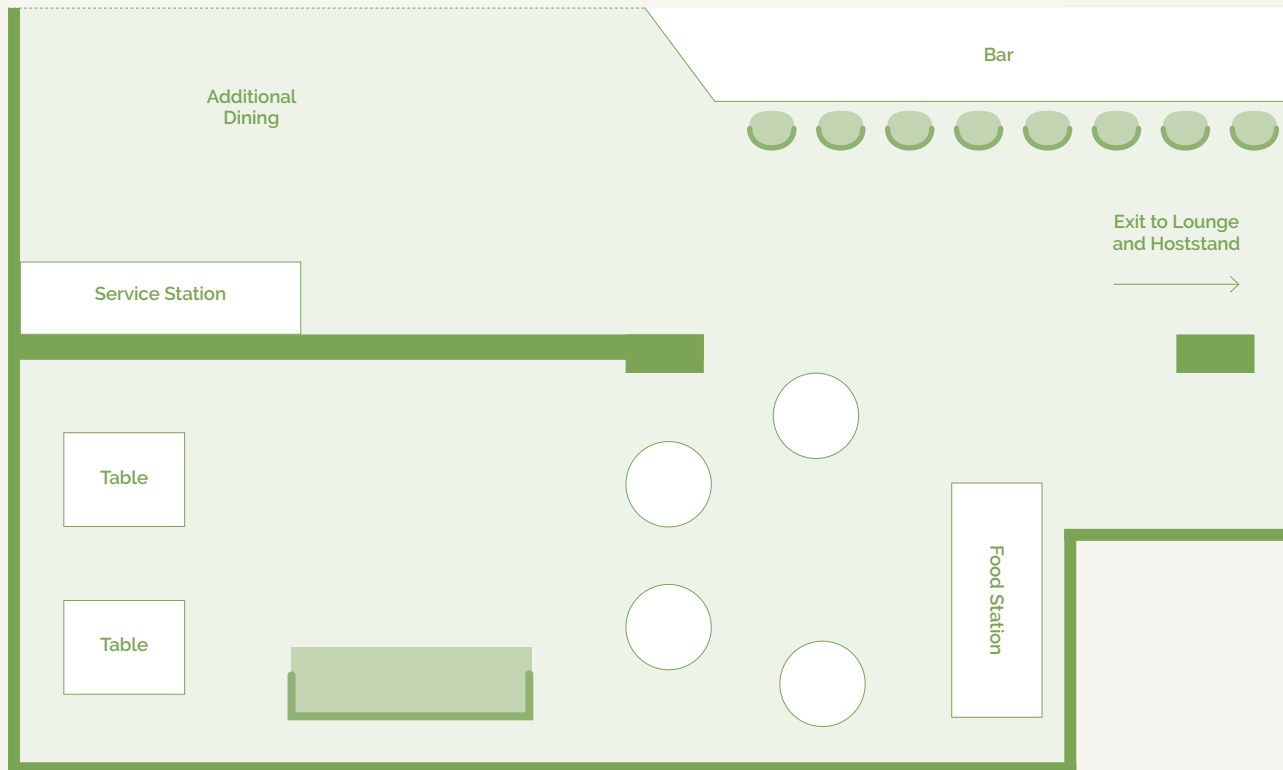 Bar
Additional
Dining
Exit to Lounge
and Hoststand
Service Station
Table
Food Station
Table